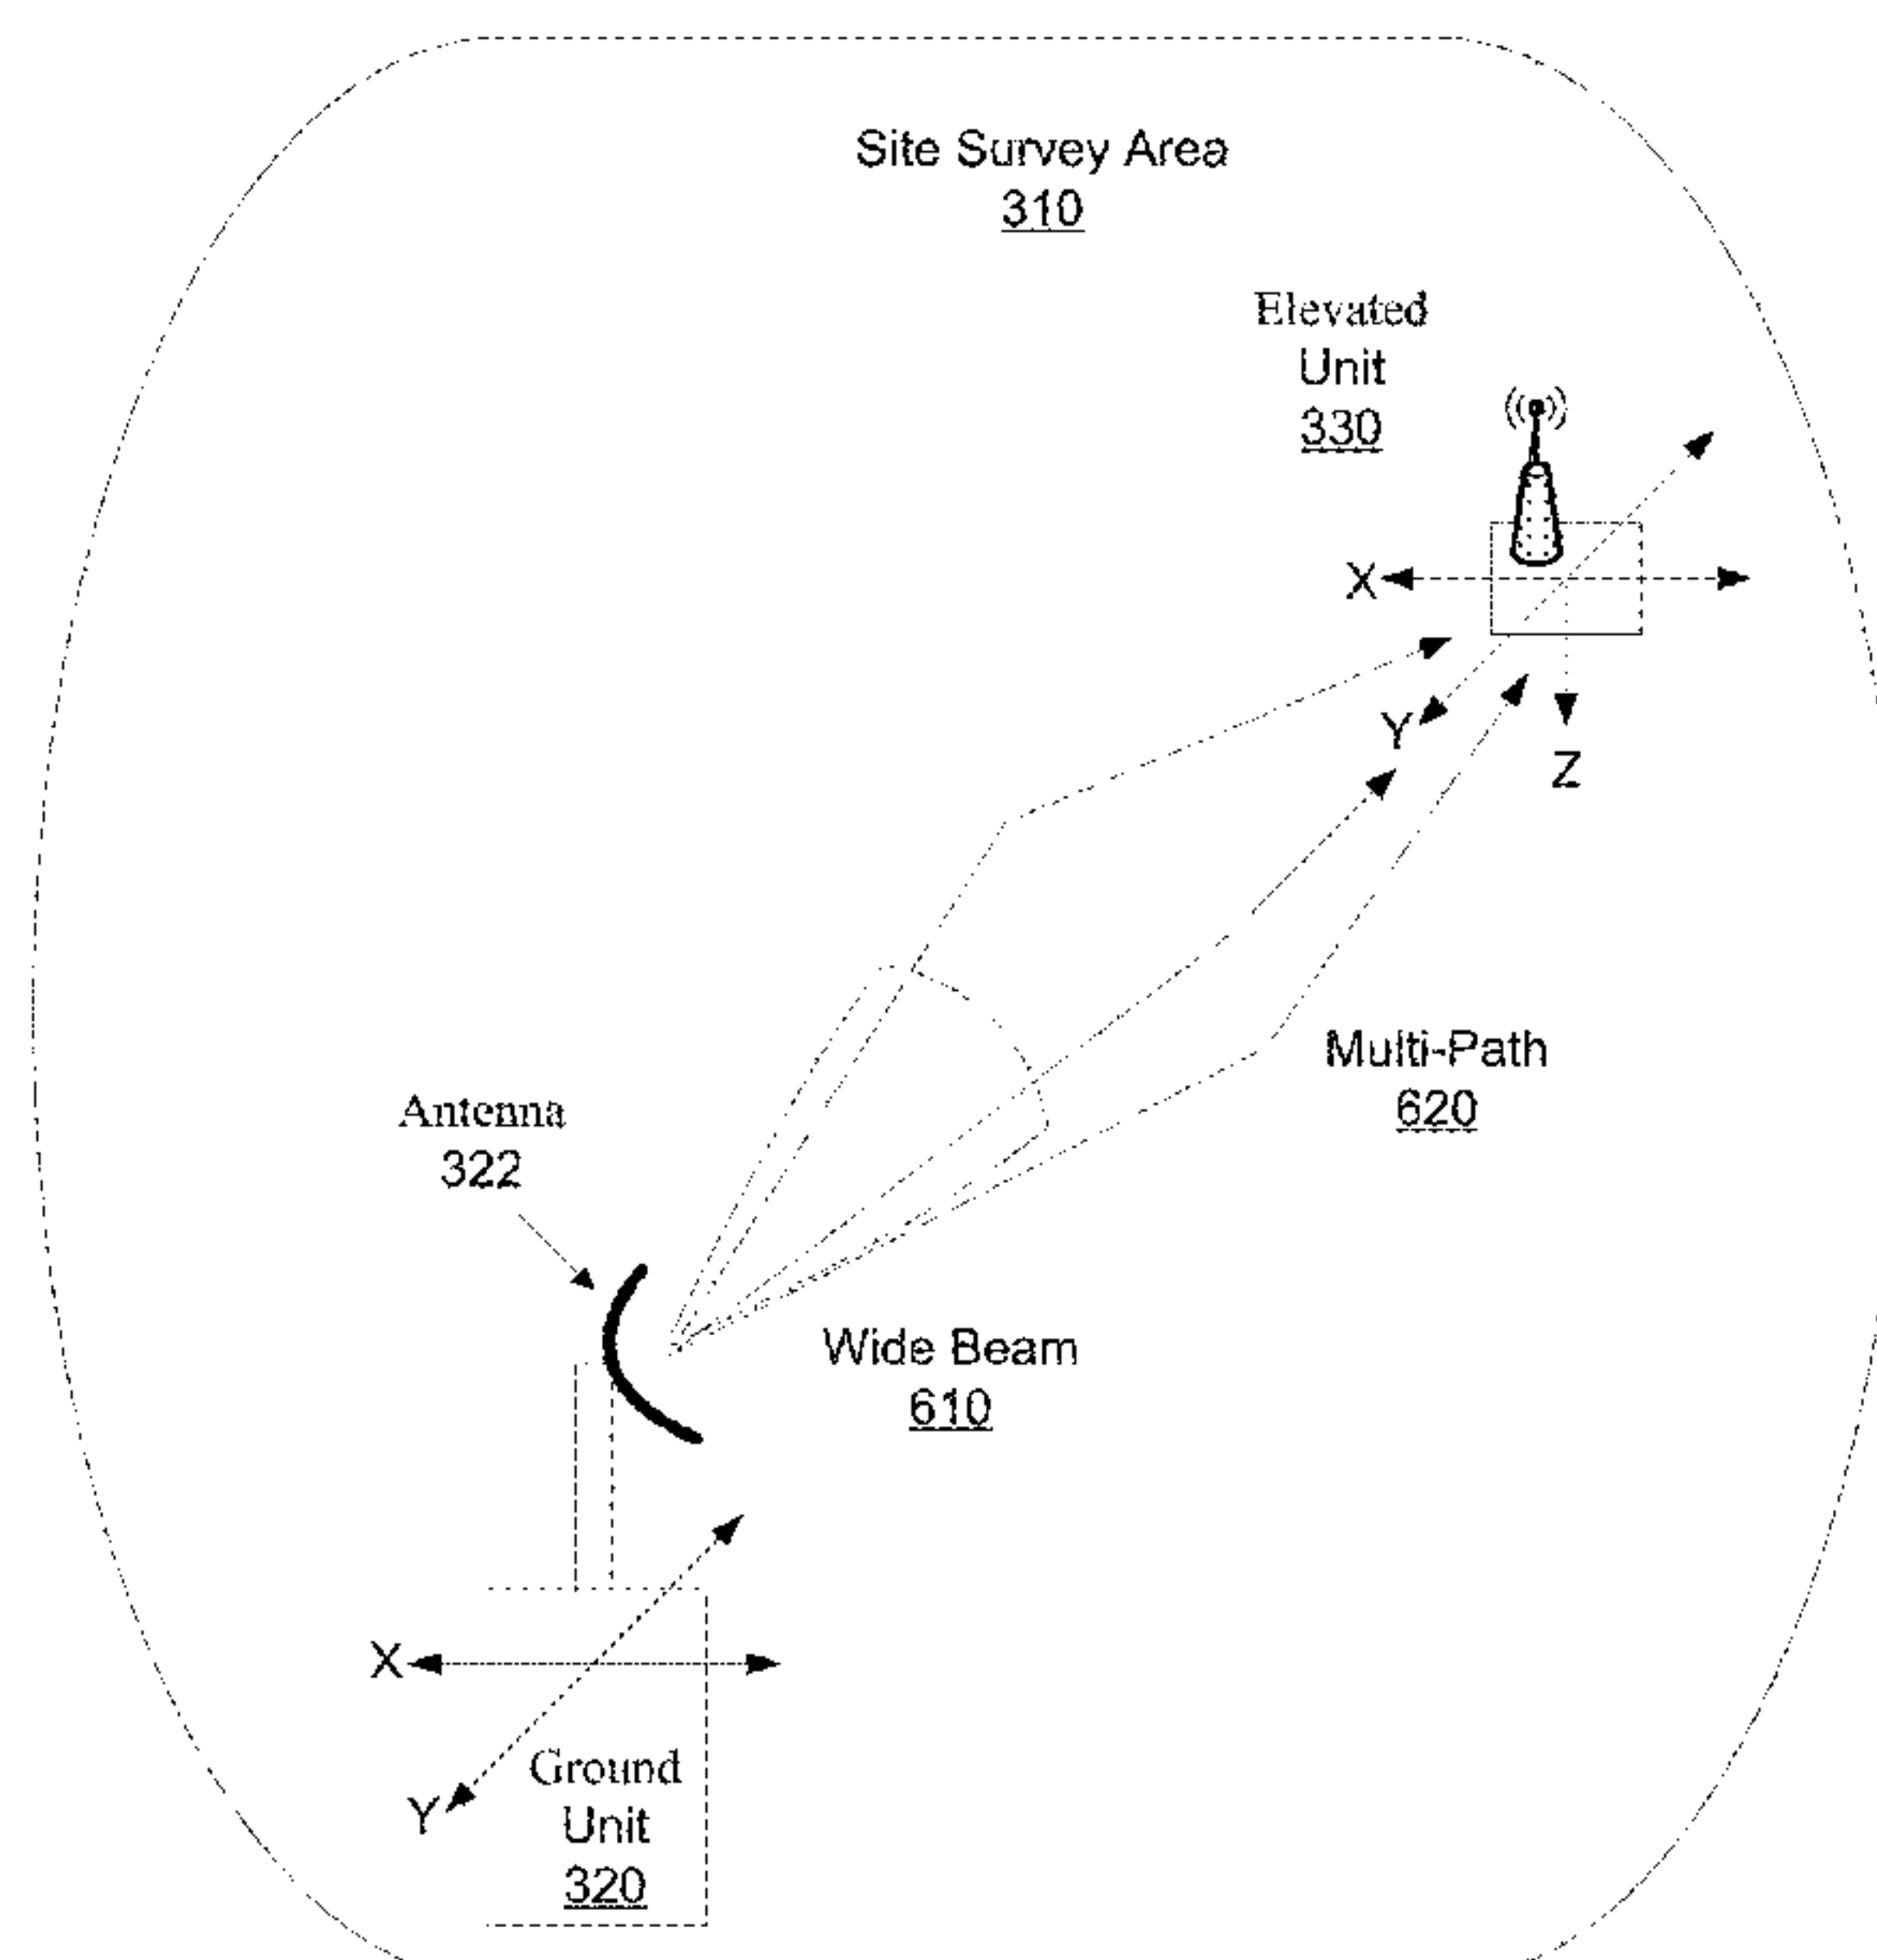 Site Survey Area
310
Elevated
Unit
330
X
Y
Z
Multi-Path
620
Antenna
322
Wide Beam
610
X
Y
Ground
Unit
320